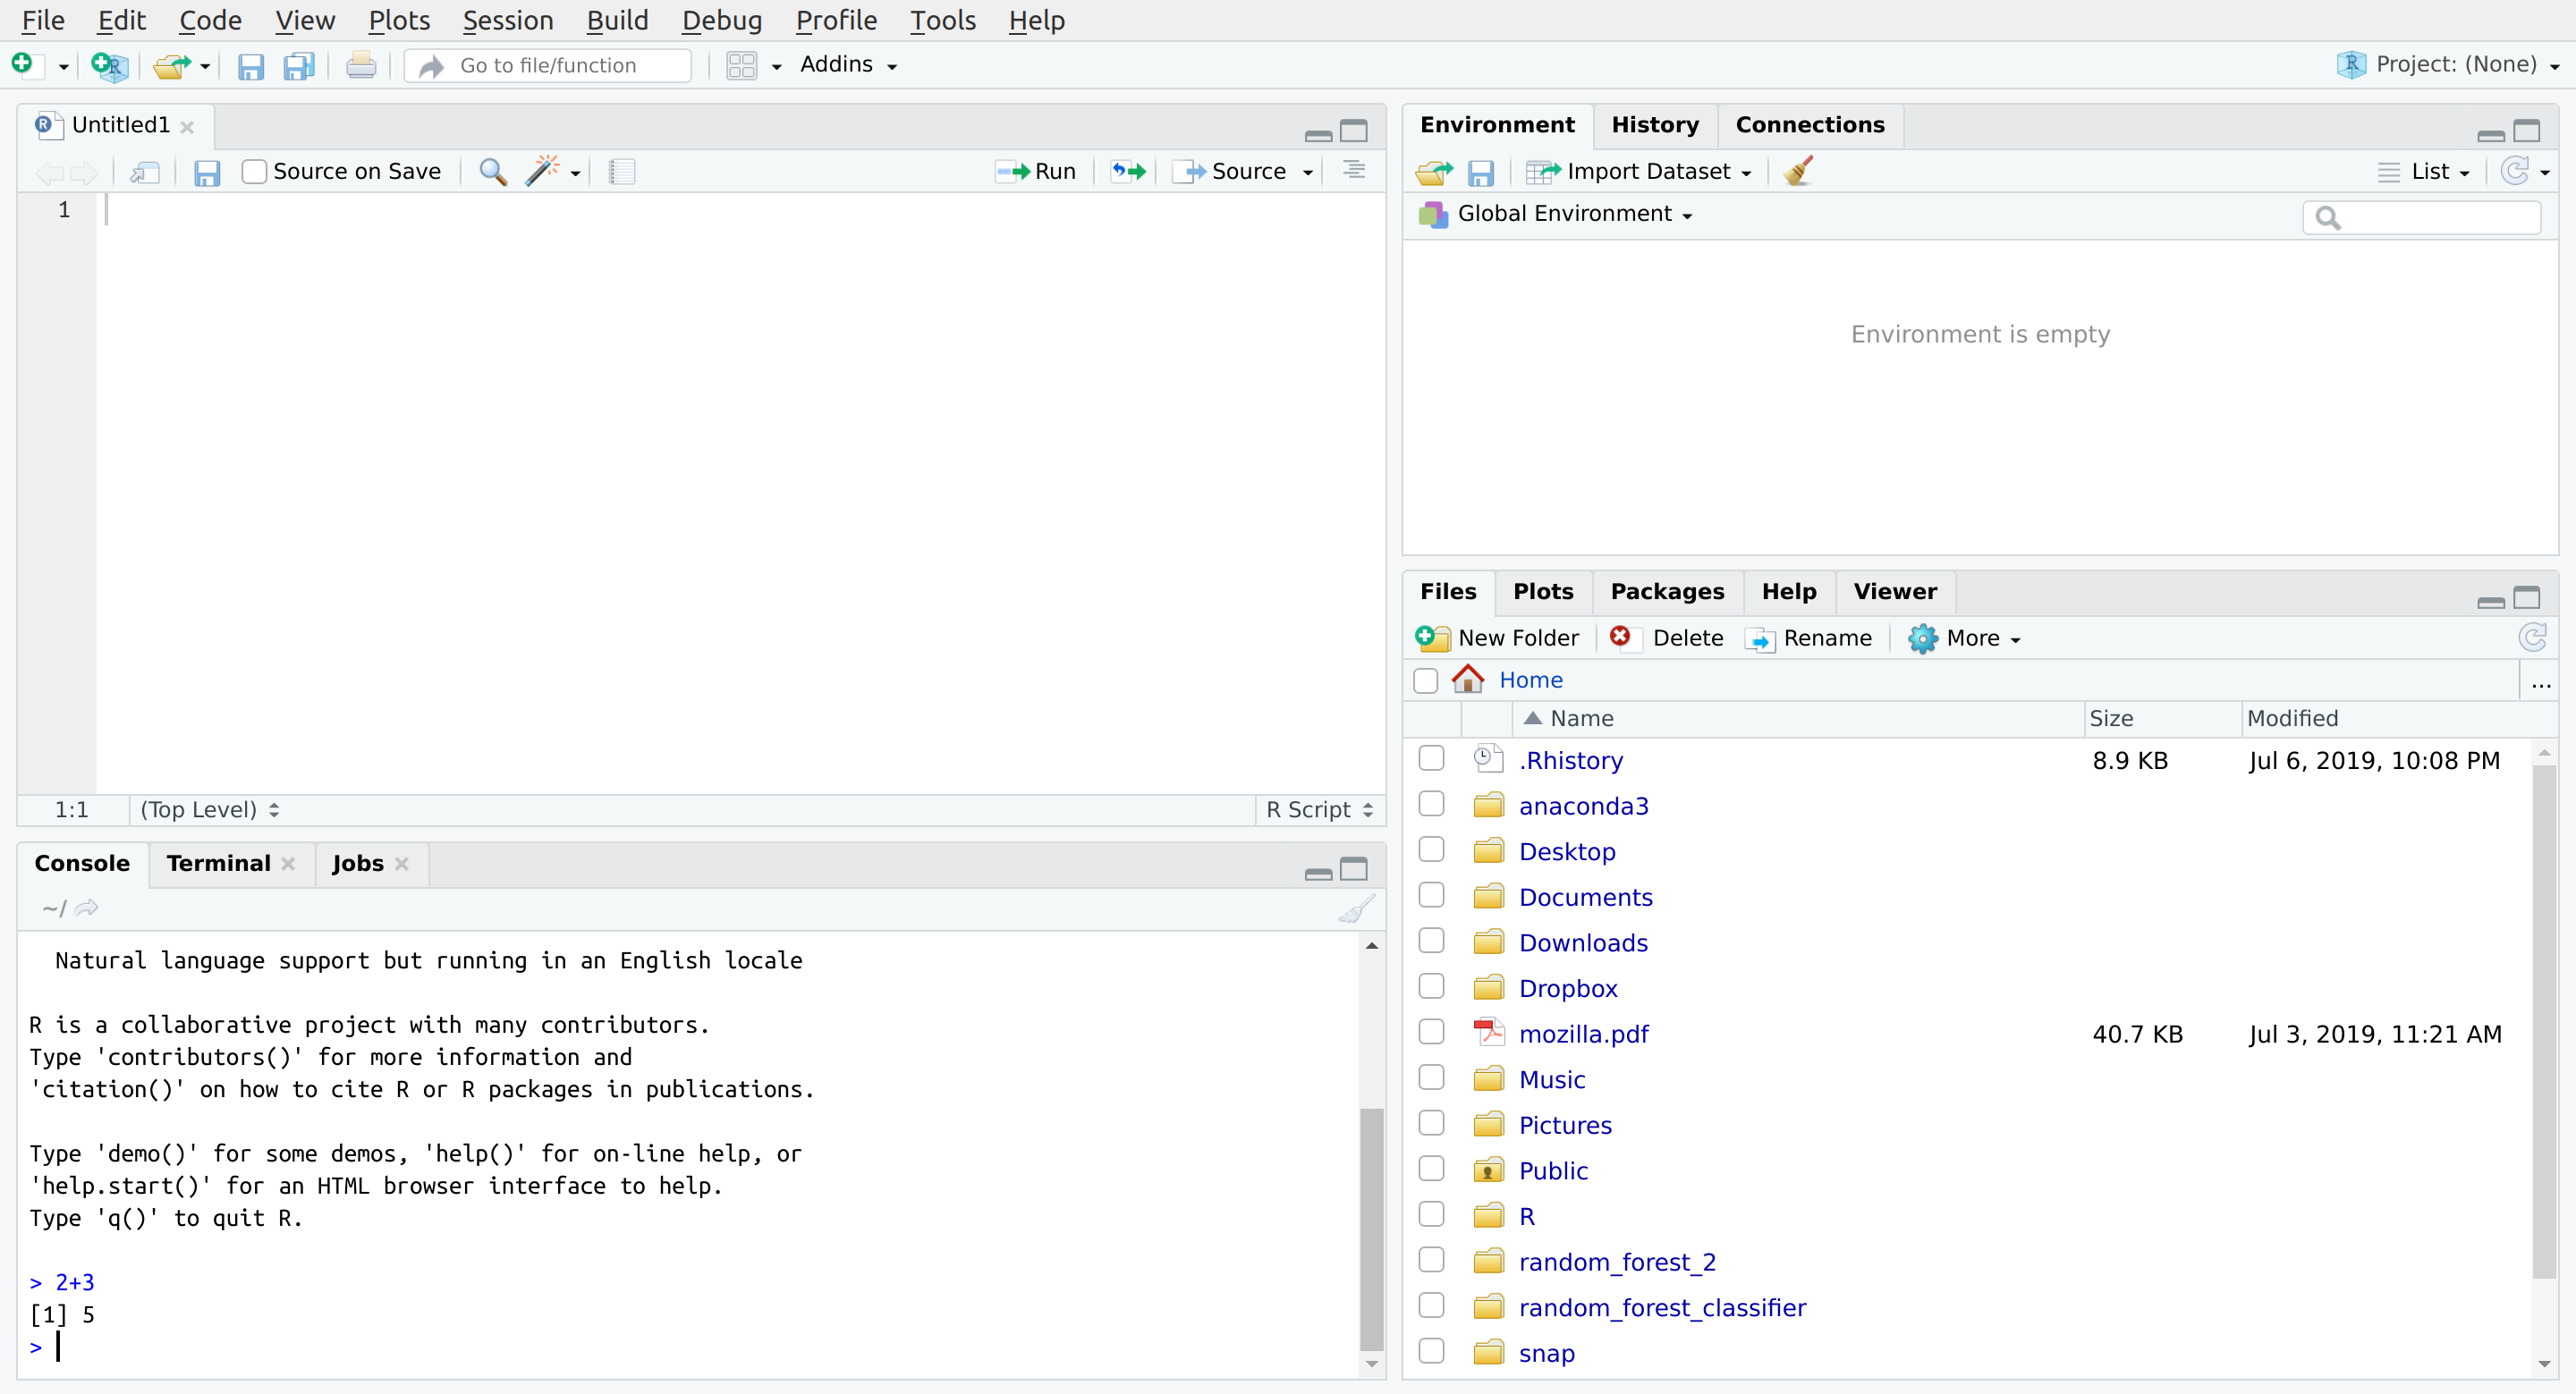 File Edit Code View Plots Session Build Debug Profile Tools Help
Go to file/function Addins Project: (None)
Untitled1
Source on Save Run Source
1
1:1 (Top Level) R Script
Console Terminal Jobs
~/
Natural language support but running in an English locale
R is a collaborative project with many contributors.
Type 'contributors()' for more information and
'citation()' on how to cite R or R packages in publications.
Type 'demo()' for some demos, 'help()' for on-line help, or
'help.start()' for an HTML browser interface to help.
Type 'q()' to quit R.
> 2+3
[1] 5
>
Environment History Connections
Import Dataset List
Global Environment
Environment is empty
Files Plots Packages Help Viewer
New Folder Delete Rename More
Home ...
Name Size Modified
.Rhistory 8.9 KB Jul 6, 2019, 10:08 PM
anaconda3
Desktop
Documents
Downloads
Dropbox
mozilla.pdf 40.7 KB Jul 3, 2019, 11:21 AM
Music
Pictures
Public
R
random_forest_2
random_forest_classifier
snap